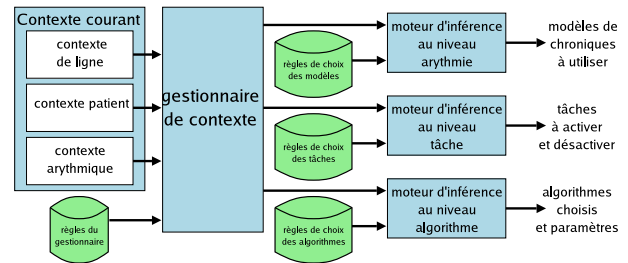 Contexte courant
contexte
de ligne
contexte patient
contexte
arythmique
règles du
gestionnaire
gestionnaire
de contexte
règles de choix
des modèles
règles de choix
des tâches
règles de choix
des algorithmes
moteur d'inférence
au niveau
arythmie
moteur d'inférence
au niveau
tâche
moteur d'inférence
au niveau
algorithme
modèles de
chroniques
à utiliser
tâches
à activer
et désactiver
algorithmes
choisis
et paramètres